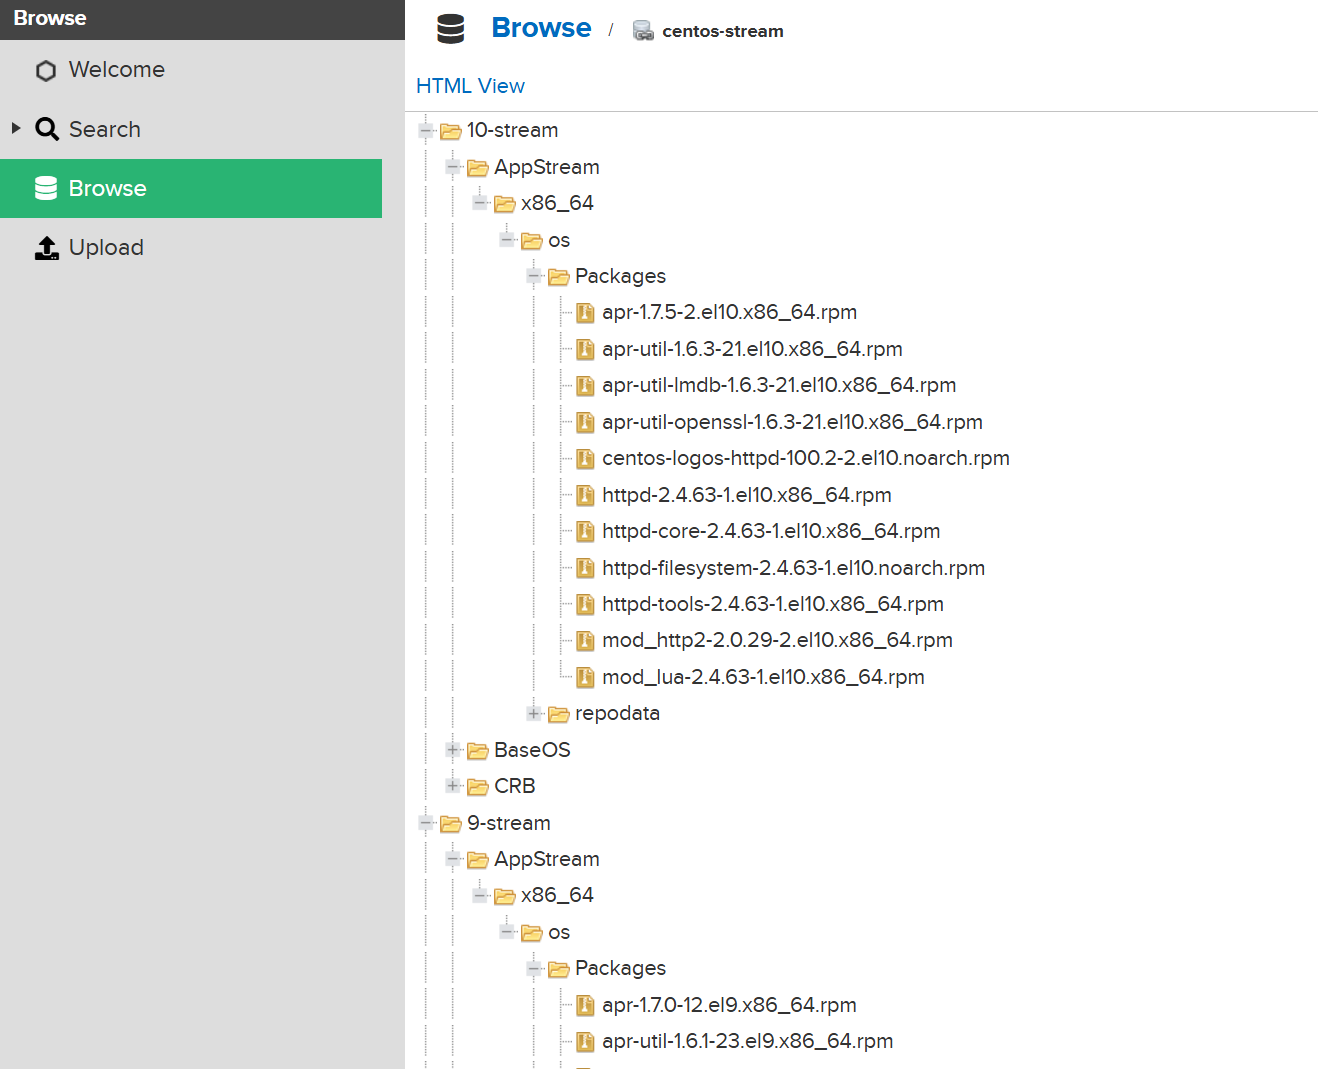 Browse
Welcome
Search
Browse
Upload
Browse / centos-stream
HTML View
10-stream
AppStream
x86_64
os
Packages
apr-1.7.5-2.el10.x86_64.rpm
apr-util-1.6.3-21.el10.x86_64.rpm
apr-util-lmdb-1.6.3-21.el10.x86_64.rpm
apr-util-openssl-1.6.3-21.el10.x86_64.rpm
centos-logos-httpd-100.2-2.el10.noarch.rpm
httpd-2.4.63-1.el10.x86_64.rpm
httpd-core-2.4.63-1.el10.x86_64.rpm
httpd-filesystem-2.4.63-1.el10.noarch.rpm
httpd-tools-2.4.63-1.el10.x86_64.rpm
mod_http2-2.0.29-2.el10.x86_64.rpm
mod_lua-2.4.63-1.el10.x86_64.rpm
repodata
BaseOS
CRB
9-stream
AppStream
x86_64
os
Packages
apr-1.7.0-12.el9.x86_64.rpm
apr-util-1.6.1-23.el9.x86_64.rpm